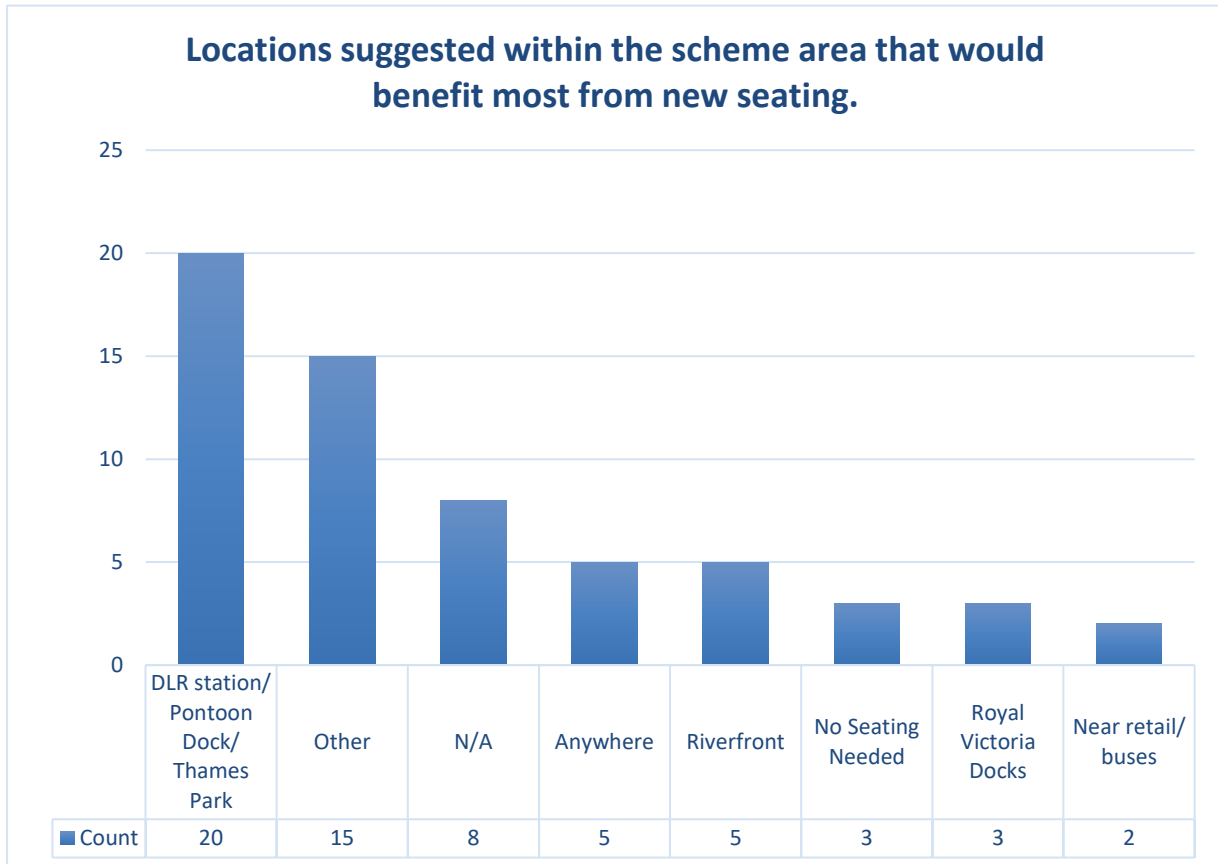 Locations suggested within the scheme area that would
benefit most from new seating.
25
20
15
10
5
0
DLR station/
Pontoon
Dock/
Thames
Park
Other
N/A
Anywhere
Riverfront
No Seating
Needed
Royal
Victoria
Docks
Near retail/
buses
Count 20 15 8 5 5 3 3 2